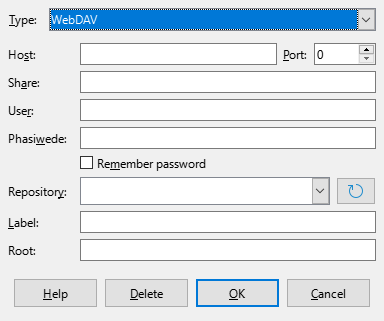 Type: WebDAV
Host: Port: 0
Share:
User:
Phasiwede:
Remember password
Repository:
Label:
Root:
Help Delete OK Cancel